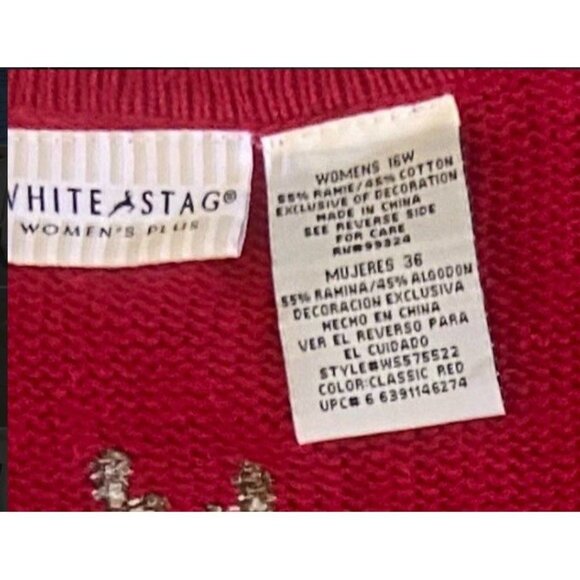 WHITE STAG®
WOMEN'S PLUS
WOMENS 16W
55% RAMIE/45% COTTON
EXCLUSIVE OF DECORATION
MADE IN CHINA
SEE REVERSE SIDE
FOR CARE
RN#99324
MUJERES 36
55% RAMINA/45% ALGODON
DECORACION EXCLUSIVA
HECHO EN CHINA
VER EL REVERSO PARA
EL CUIDADO
STYLE#WS575522
COLOR:CLASSIC RED
UPC# 6 6391146274